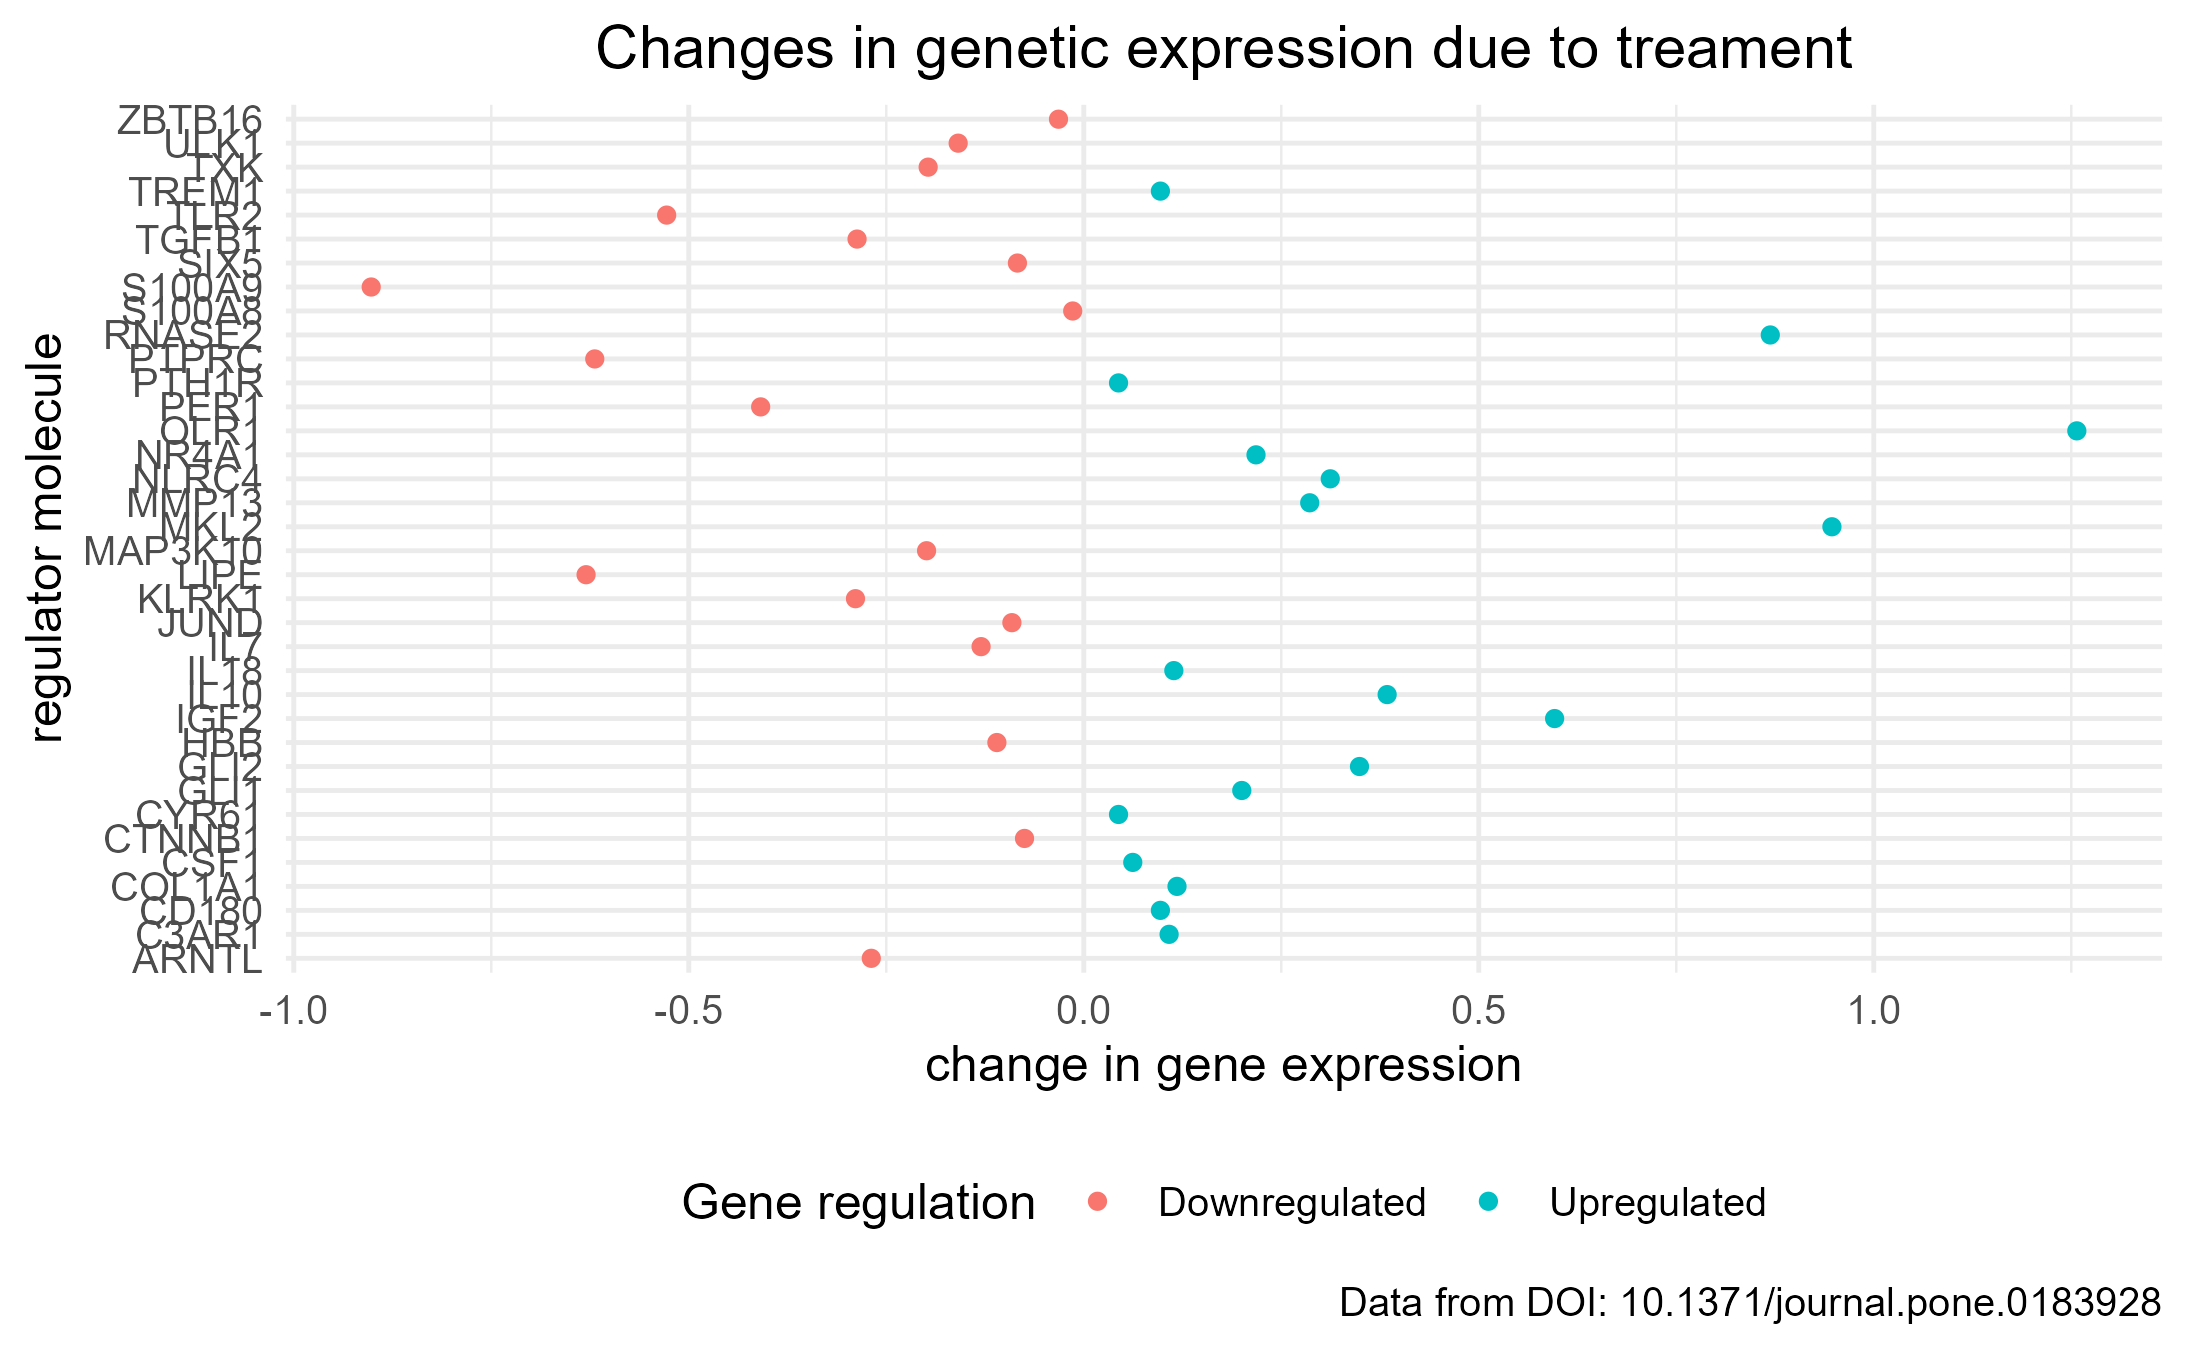 Changes in genetic expression due to treament
ZBTB16
ULK1
TXK
TREM1
TLR2
TGFB1
SIX5
S100A9
S100A8
RNASE2
PTPRC
PTH1R
PER1
OLR1
NR4A1
NLRC4
MMP13
MKL2
MAP3K10
LIPE
KLRK1
JUND
IL7
IL18
IL10
IGF2
HBB
GLI2
GLI1
CYR61
CTNNB1
CSF1
COL1A1
CD180
C3AR1
ARNTL
regulator molecule
-1.0 -0.5 0.0 0.5 1.0
change in gene expression
Gene regulation Downregulated Upregulated
Data from DOI: 10.1371/journal.pone.0183928